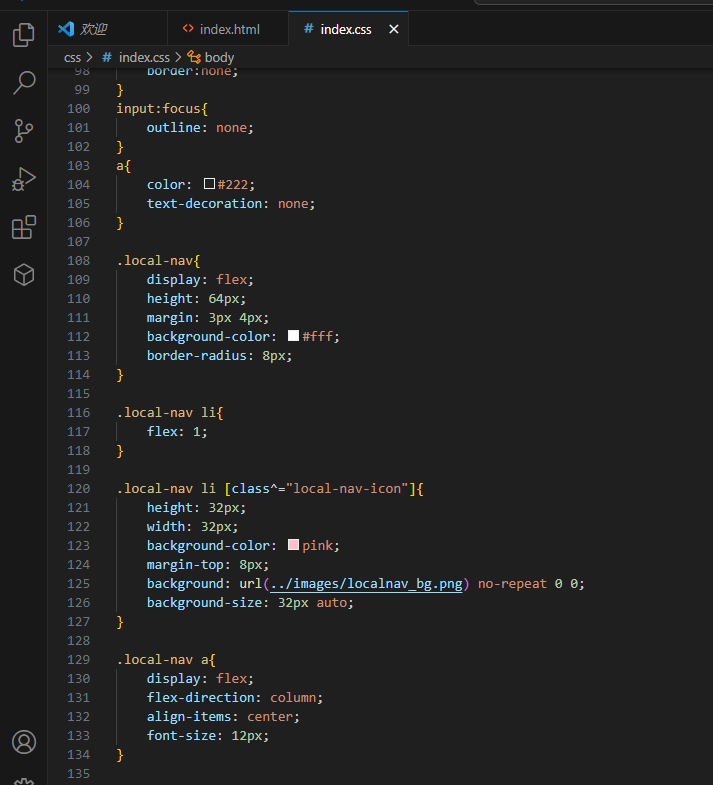 欢迎
index.html
# index.css
css > # index.css > body
98 border:none;
99 }
100 input:focus{
101 outline: none;
102 }
103 a{
104 color: #222;
105 text-decoration: none;
106 }
107
108 .local-nav{
109 display: flex;
110 height: 64px;
111 margin: 3px 4px;
112 background-color: #fff;
113 border-radius: 8px;
114 }
115
116 .local-nav li{
117 flex: 1;
118 }
119
120 .local-nav li [class^="local-nav-icon"]{
121 height: 32px;
122 width: 32px;
123 background-color: pink;
124 margin-top: 8px;
125 background: url(../images/localnav_bg.png) no-repeat 0 0;
126 background-size: 32px auto;
127 }
128
129 .local-nav a{
130 display: flex;
131 flex-direction: column;
132 align-items: center;
133 font-size: 12px;
134 }
135